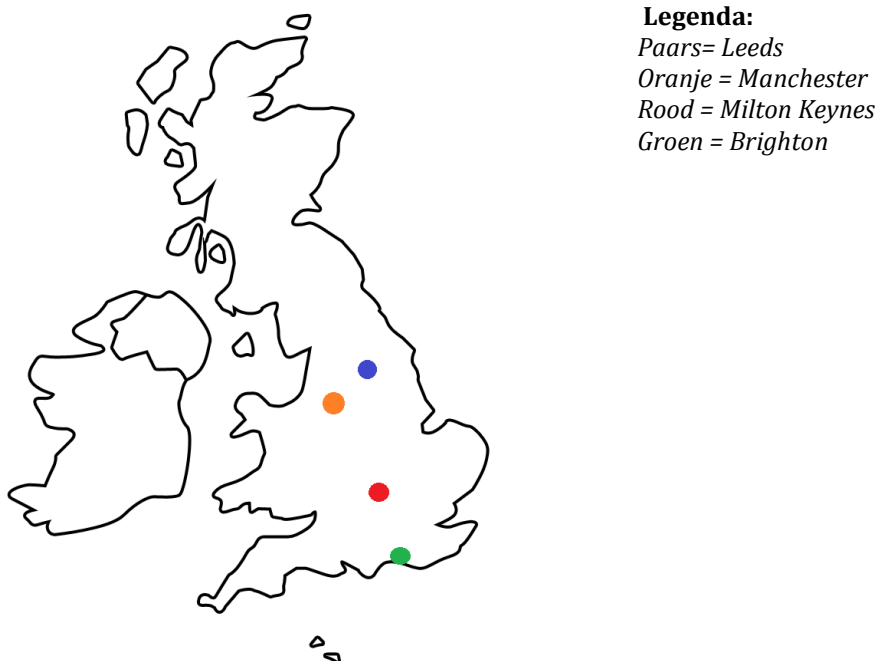 Legenda:
Paars= Leeds
Oranje = Manchester
Rood = Milton Keynes
Groen = Brighton